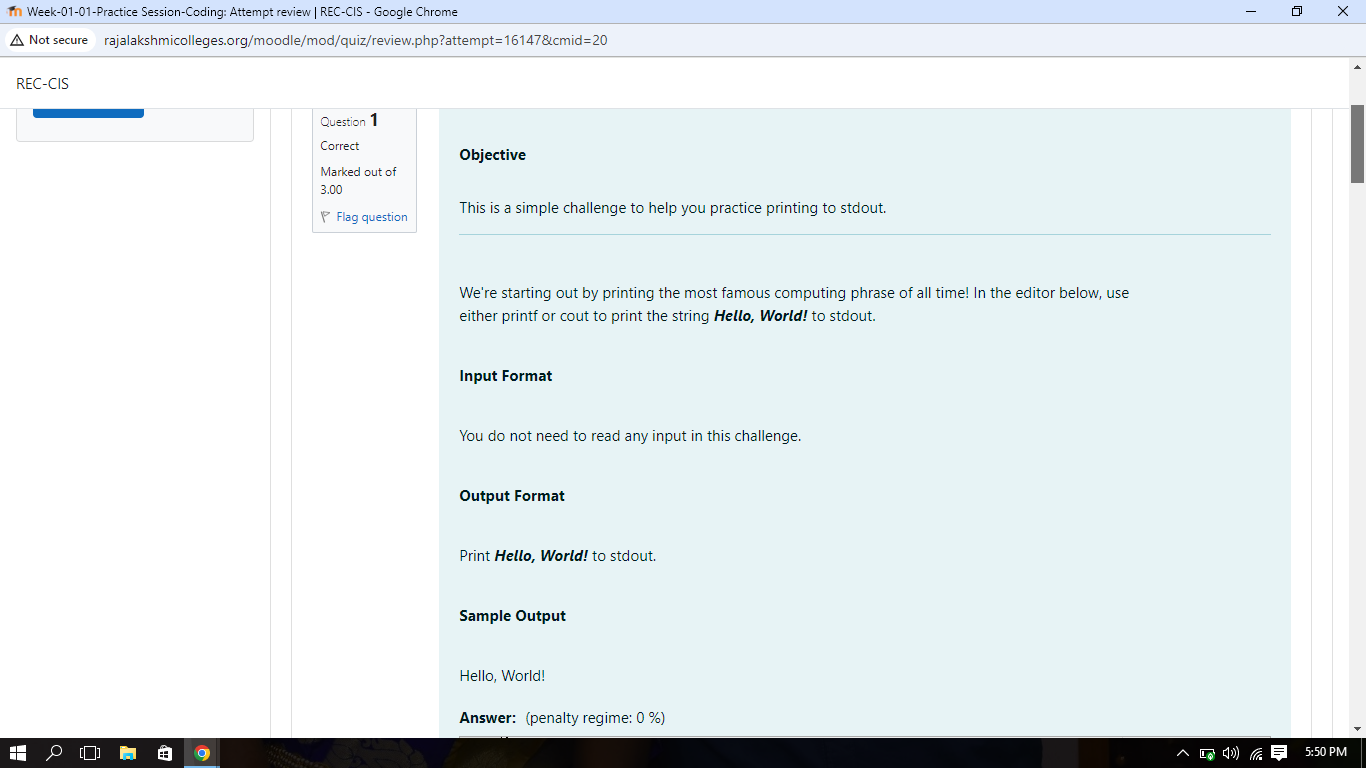 Week-01-01-Practice Session-Coding: Attempt review | REC-CIS - Google Chrome
Not secure rajalakshmicolleges.org/moodle/mod/quiz/review.php?attempt=16147&cmid=20
REC-CIS
Question 1
Correct
Marked out of
3.00
Flag question
Objective
This is a simple challenge to help you practice printing to stdout.
We're starting out by printing the most famous computing phrase of all time! In the editor below, use
either printf or cout to print the string Hello, World! to stdout.
Input Format
You do not need to read any input in this challenge.
Output Format
Print Hello, World! to stdout.
Sample Output
Hello, World!
Answer: (penalty regime: 0 %)
5:50 PM